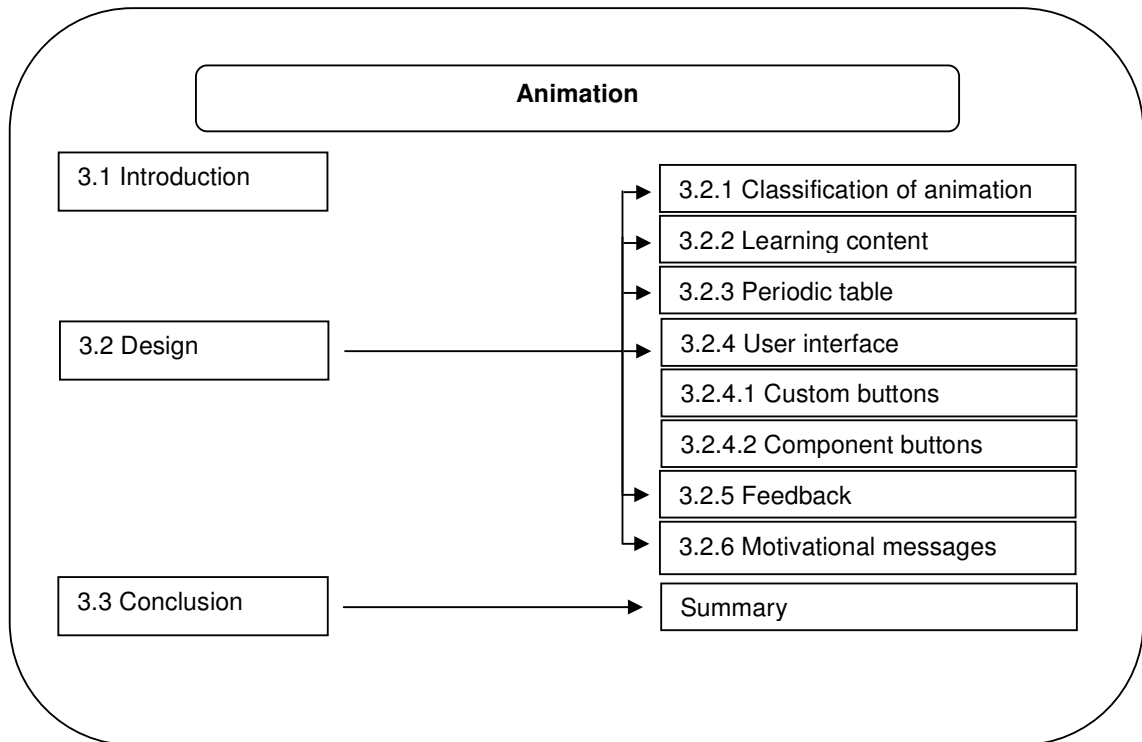 Animation
3.1 Introduction
3.2.1 Classification of animation
3.2.2 Learning content
3.2.3 Periodic table
3.2 Design
3.2.4 User interface
3.2.4.1 Custom buttons
3.2.4.2 Component buttons
3.2.5 Feedback
3.2.6 Motivational messages
3.3 Conclusion
Summary